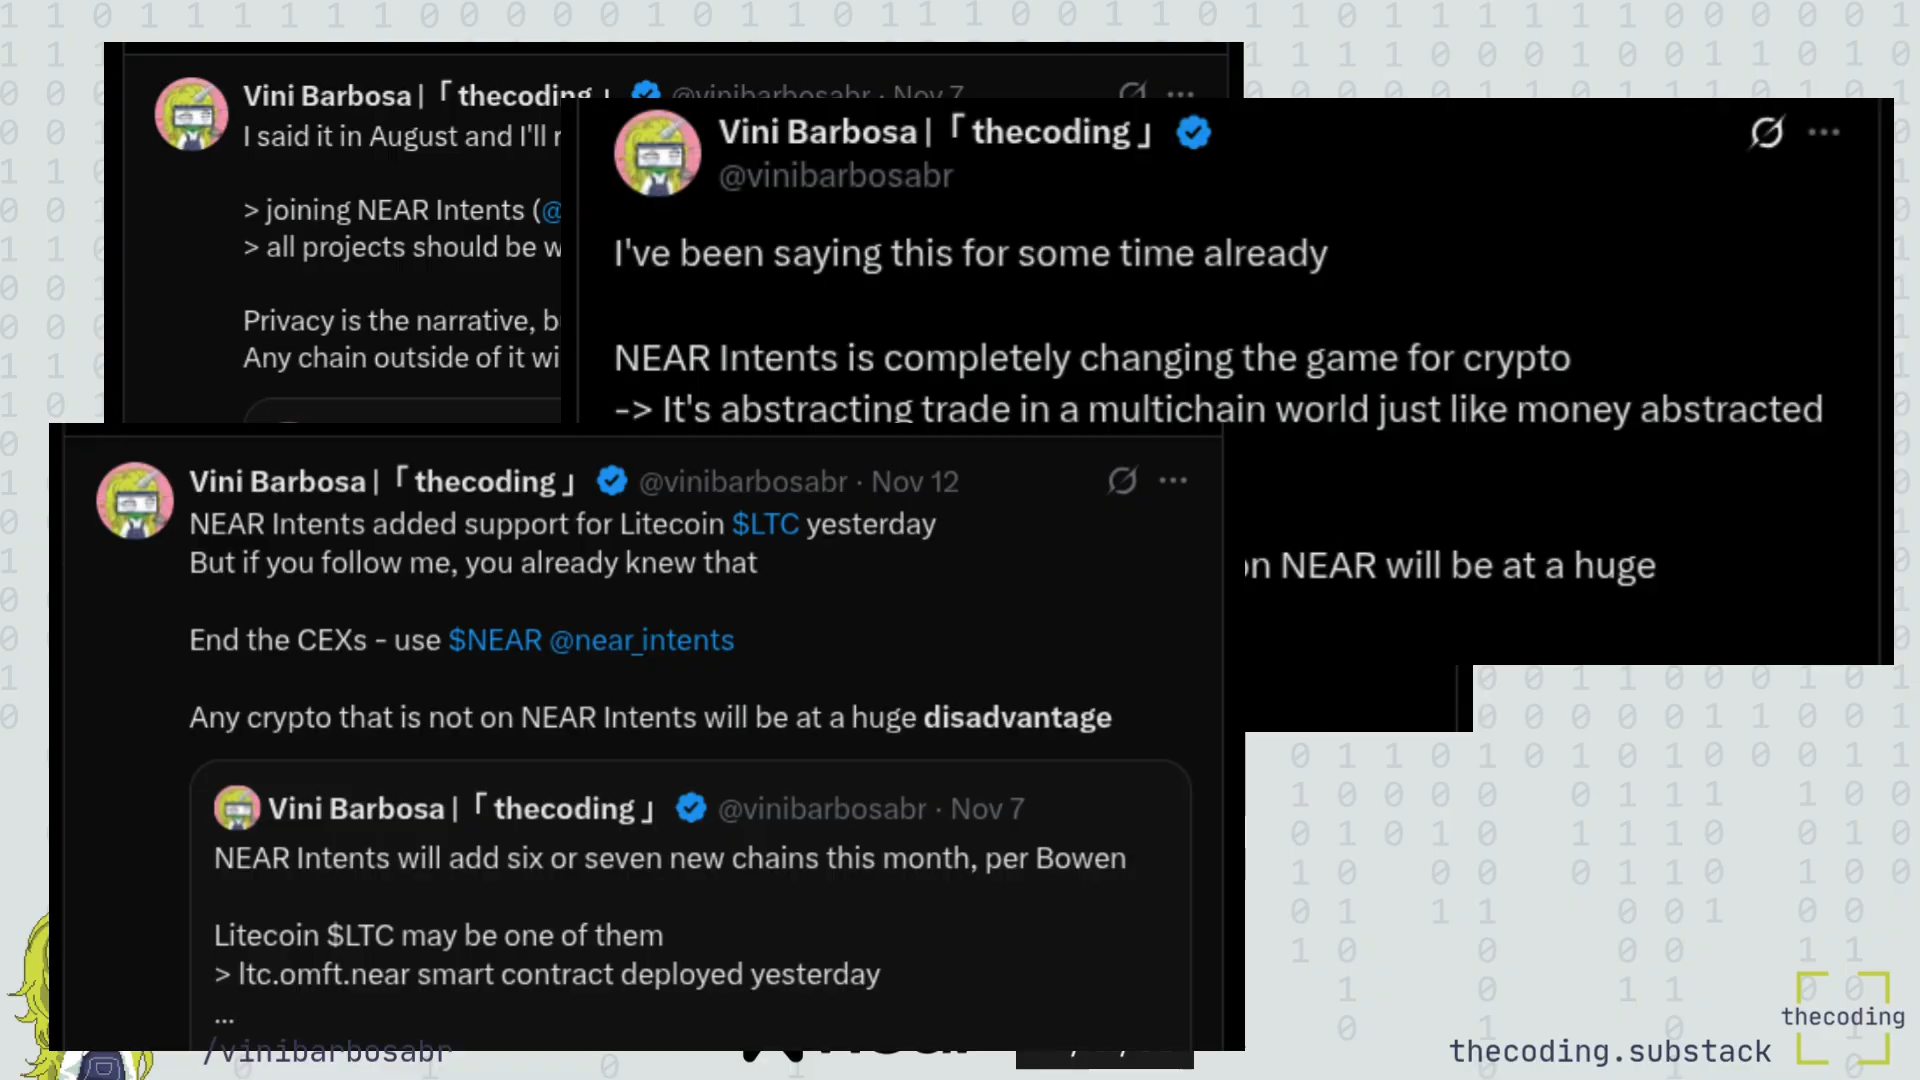 Vini Barbosa |「 thecoding 」 @vinibarbosabr · Nov 7
I said it in August and I'll
> joining NEAR Intents (@
> all projects should be
Privacy is the narrative,
Any chain outside of it
Vini Barbosa |「 thecoding 」
@vinibarbosabr
I've been saying this for some time already
NEAR Intents is completely changing the game for crypto
-> It's abstracting trade in a multichain world just like money abstracted
on NEAR will be at a huge
Vini Barbosa |「 thecoding 」 @vinibarbosabr · Nov 12
NEAR Intents added support for Litecoin $LTC yesterday
But if you follow me, you already knew that
End the CEXs - use $NEAR @near_intents
Any crypto that is not on NEAR Intents will be at a huge disadvantage
Vini Barbosa |「 thecoding 」 @vinibarbosabr · Nov 7
NEAR Intents will add six or seven new chains this month, per Bowen
Litecoin $LTC may be one of them
> ltc.omft.near smart contract deployed yesterday
...
/vinibarbosabr
thecoding.substack
thecoding